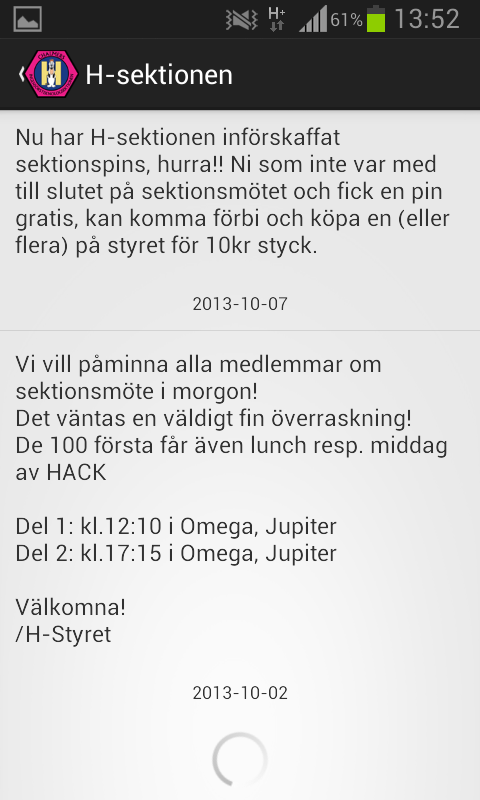 H+
61%
13:52
H-sektionen
Nu har H-sektionen införskaffat
sektionspins, hurra!! Ni som inte var med
till slutet på sektionsmötet och fick en pin
gratis, kan komma förbi och köpa en (eller
flera) på styret för 10kr styck.
2013-10-07
Vi vill påminna alla medlemmar om
sektionsmöte i morgon!
Det väntas en väldigt fin överraskning!
De 100 första får även lunch resp. middag
av HACK
Del 1: kl.12:10 i Omega, Jupiter
Del 2: kl.17:15 i Omega, Jupiter
Välkomna!
/H-Styret
2013-10-02